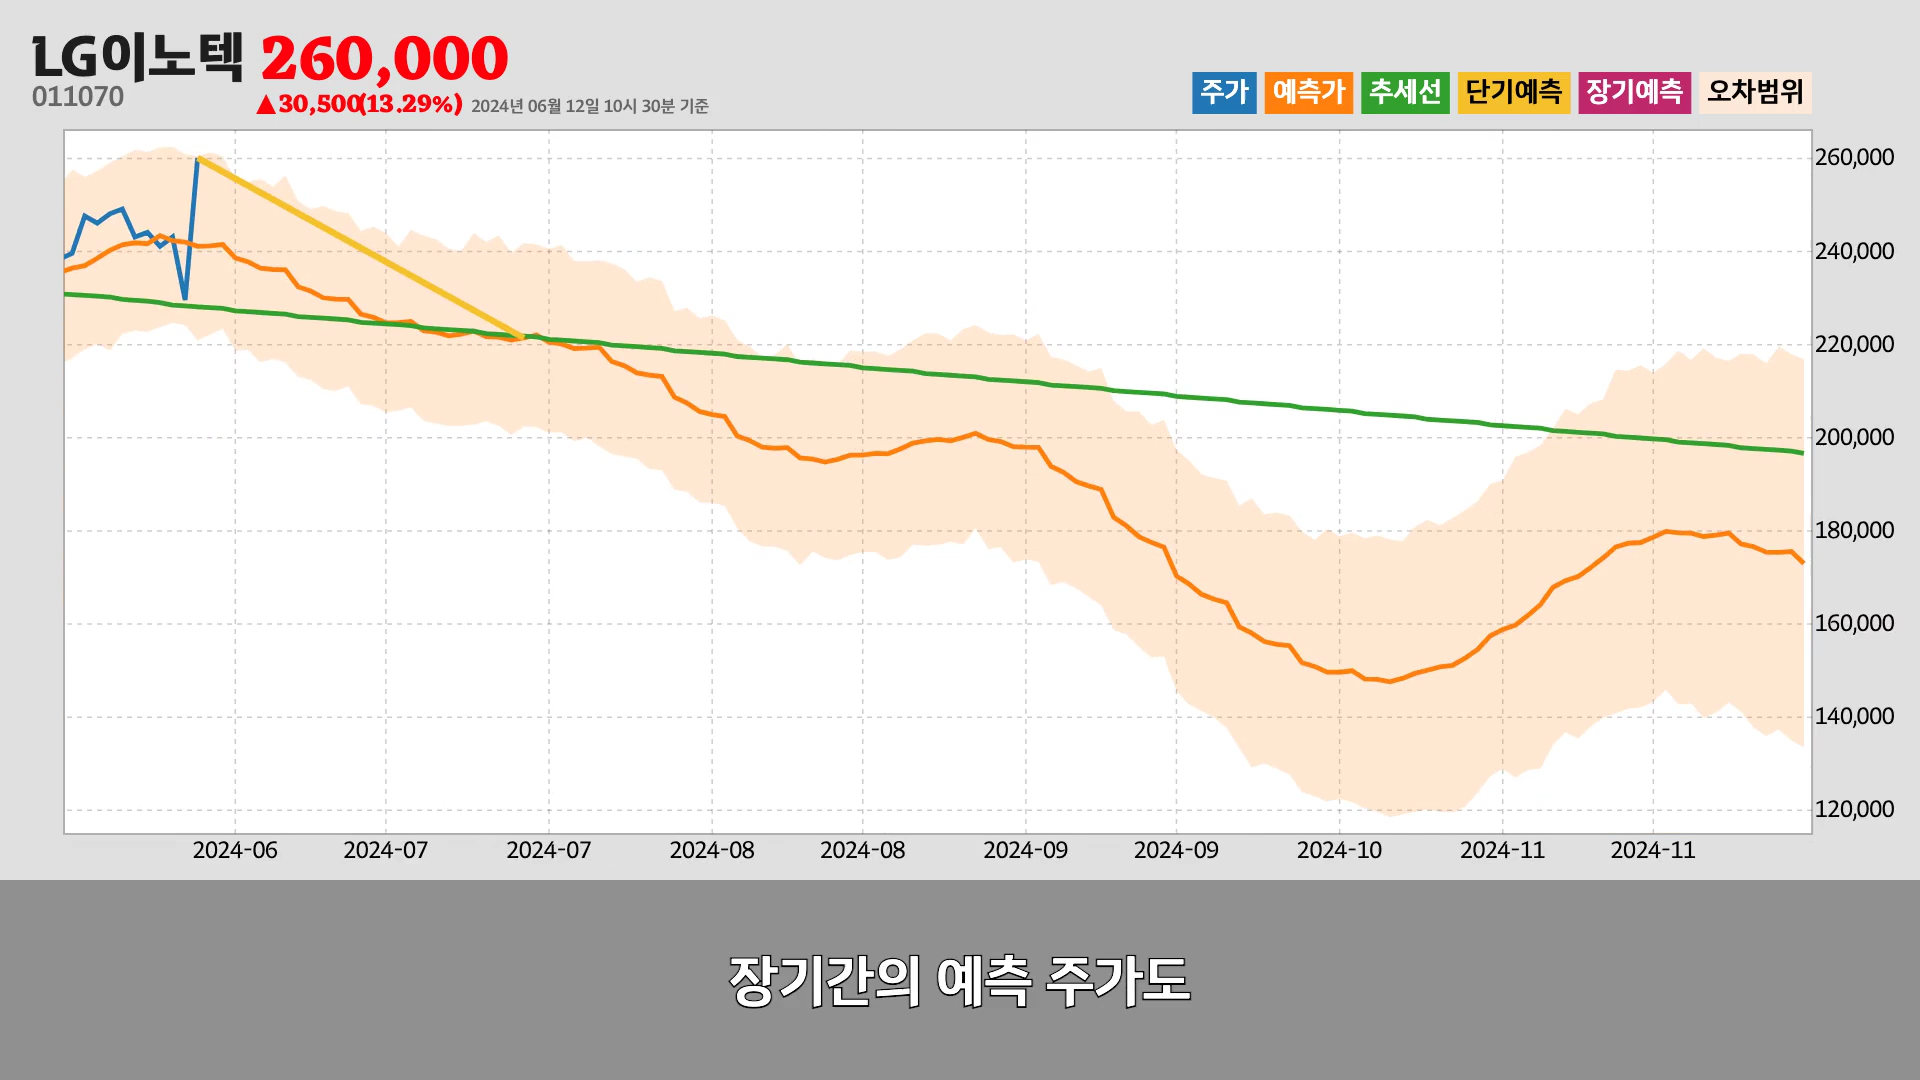 LG이노텍 260,000
011070
▲30,500(13.29%) 2024년 06월 12일 10시 30분 기준
주가 예측가 추세선 단기예측 장기예측 오차범위
260,000
240,000
220,000
200,000
180,000
160,000
140,000
120,000
2024-06 2024-07 2024-07 2024-08 2024-08 2024-09 2024-09 2024-10 2024-11 2024-11
장기간의 예측 주가도